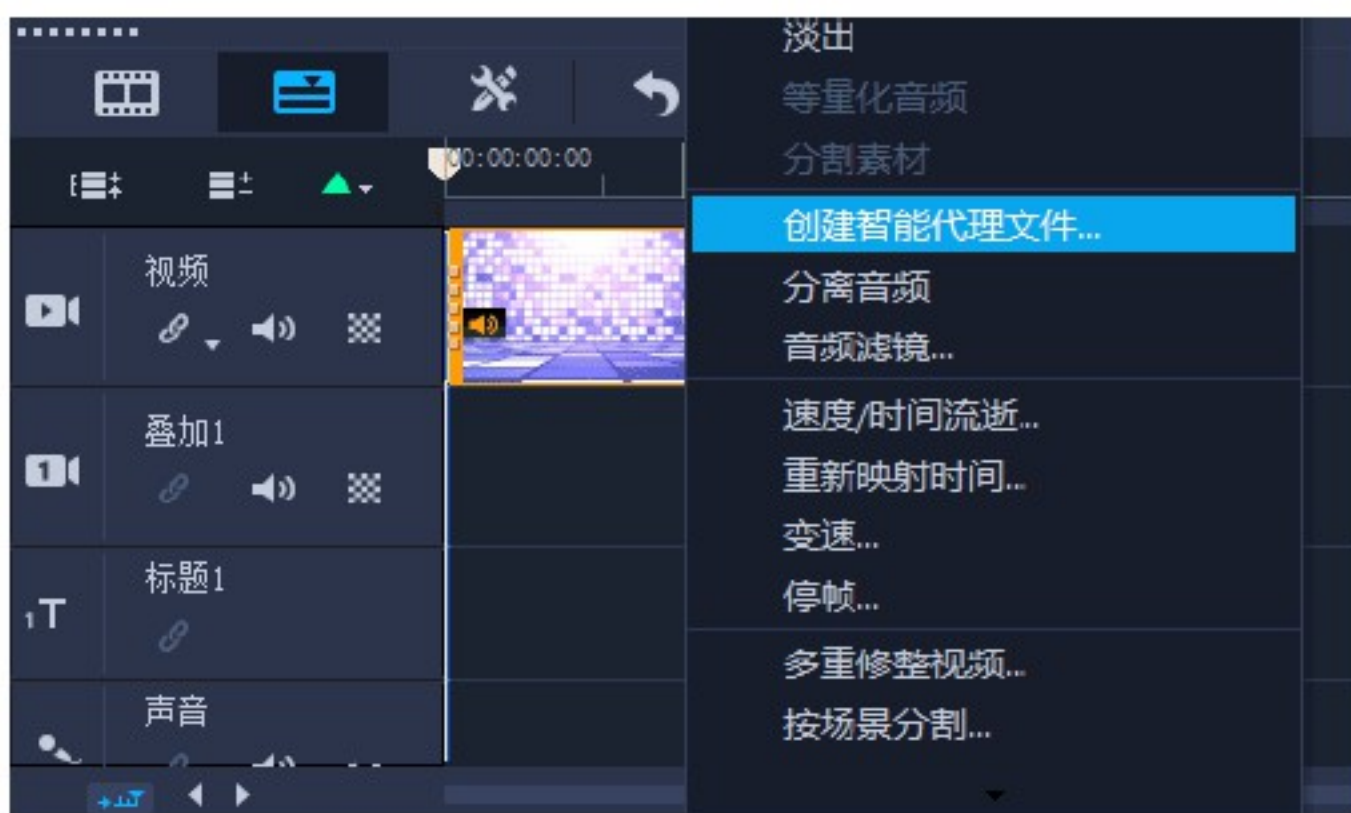 淡出
等量化音频
分割素材
00:00:00:00
创建智能代理文件...
视频
分离音频
音频滤镜...
叠加1
1
速度/时间流逝...
重新映射时间...
变速...
标题1
1T
停帧...
多重修整视频...
声音
按场景分割...